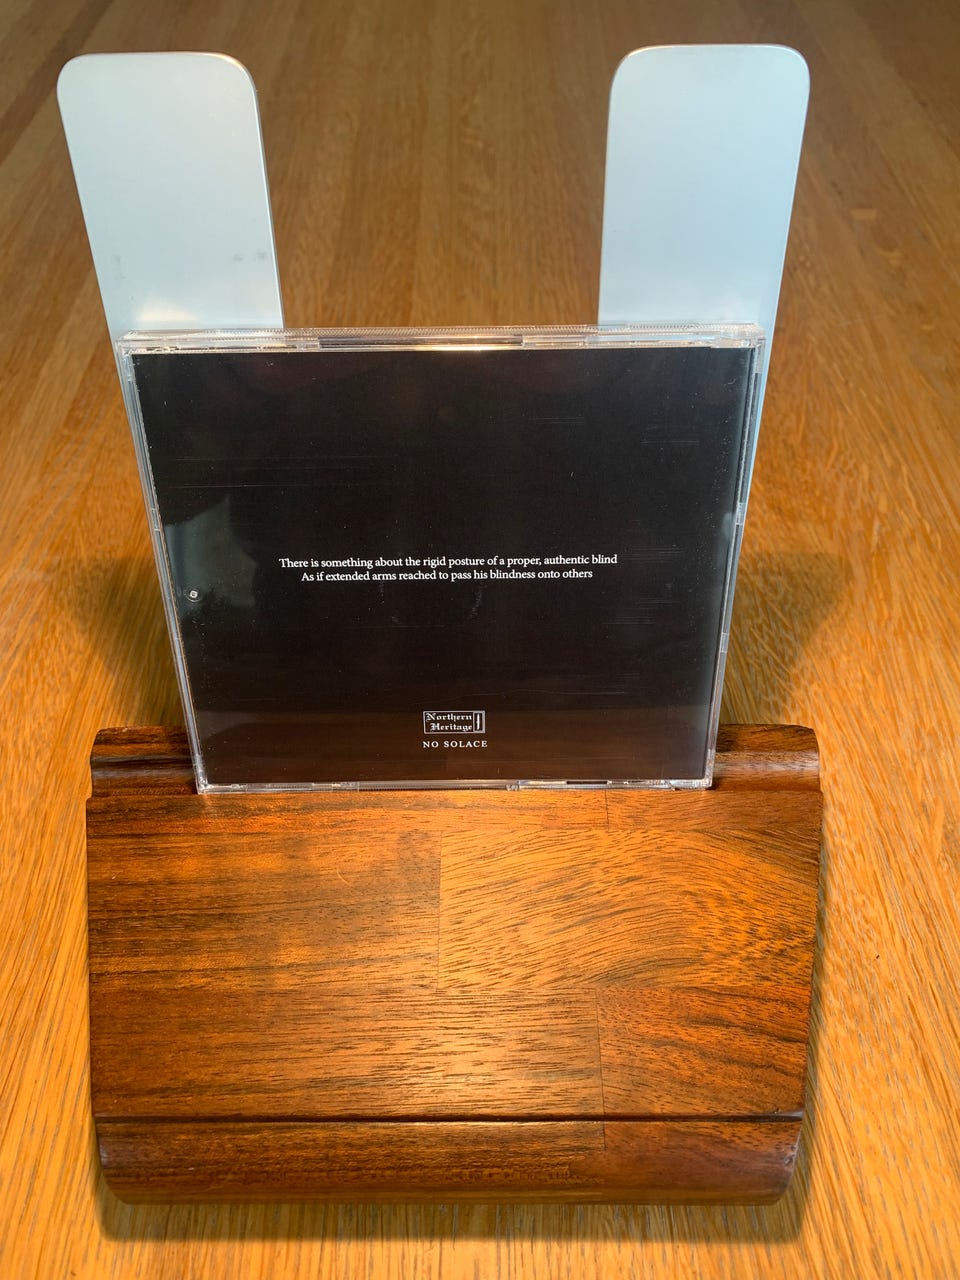 There is something about the rigid posture of a proper, authentic blind
As if extended arms reached to pass his blindness onto others
Northern
Heritage
NO SOLACE